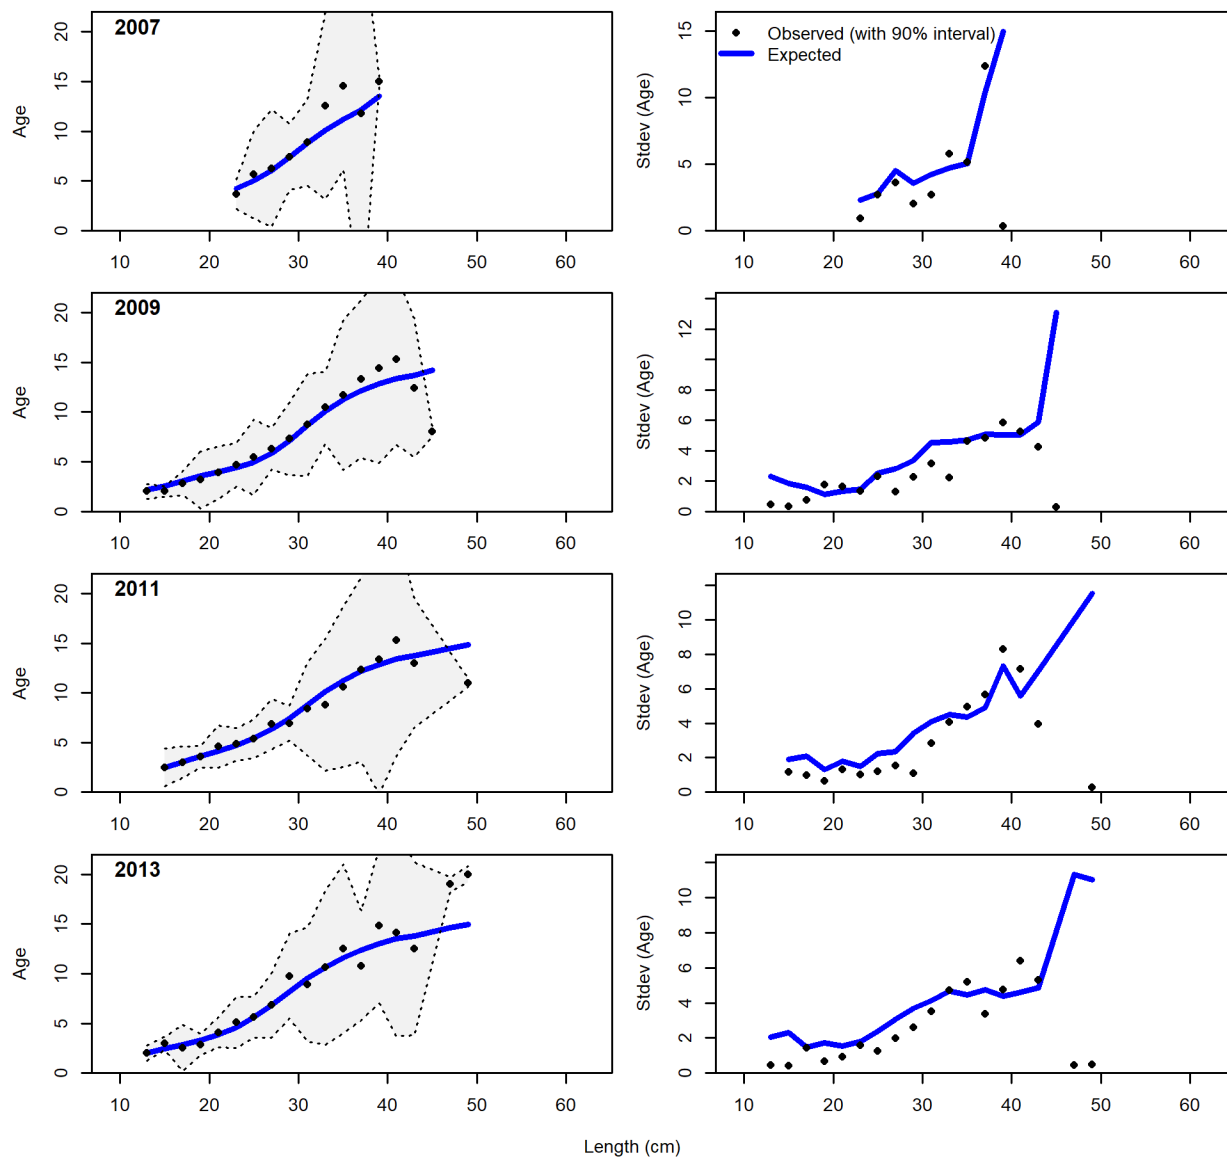 2007
Age
0 5 10 15 20
10 20 30 40 50 60
Observed (with 90% interval)
Expected
Stdev (Age)
0 5 10 15
10 20 30 40 50 60
2009
Age
0 5 10 15 20
10 20 30 40 50 60
Stdev (Age)
0 2 4 6 8 12
10 20 30 40 50 60
2011
Age
0 5 10 15 20
10 20 30 40 50 60
Stdev (Age)
0 2 4 6 8 10
10 20 30 40 50 60
2013
Age
0 5 10 15 20
10 20 30 40 50 60
Stdev (Age)
0 2 4 6 8 10
10 20 30 40 50 60
Length (cm)